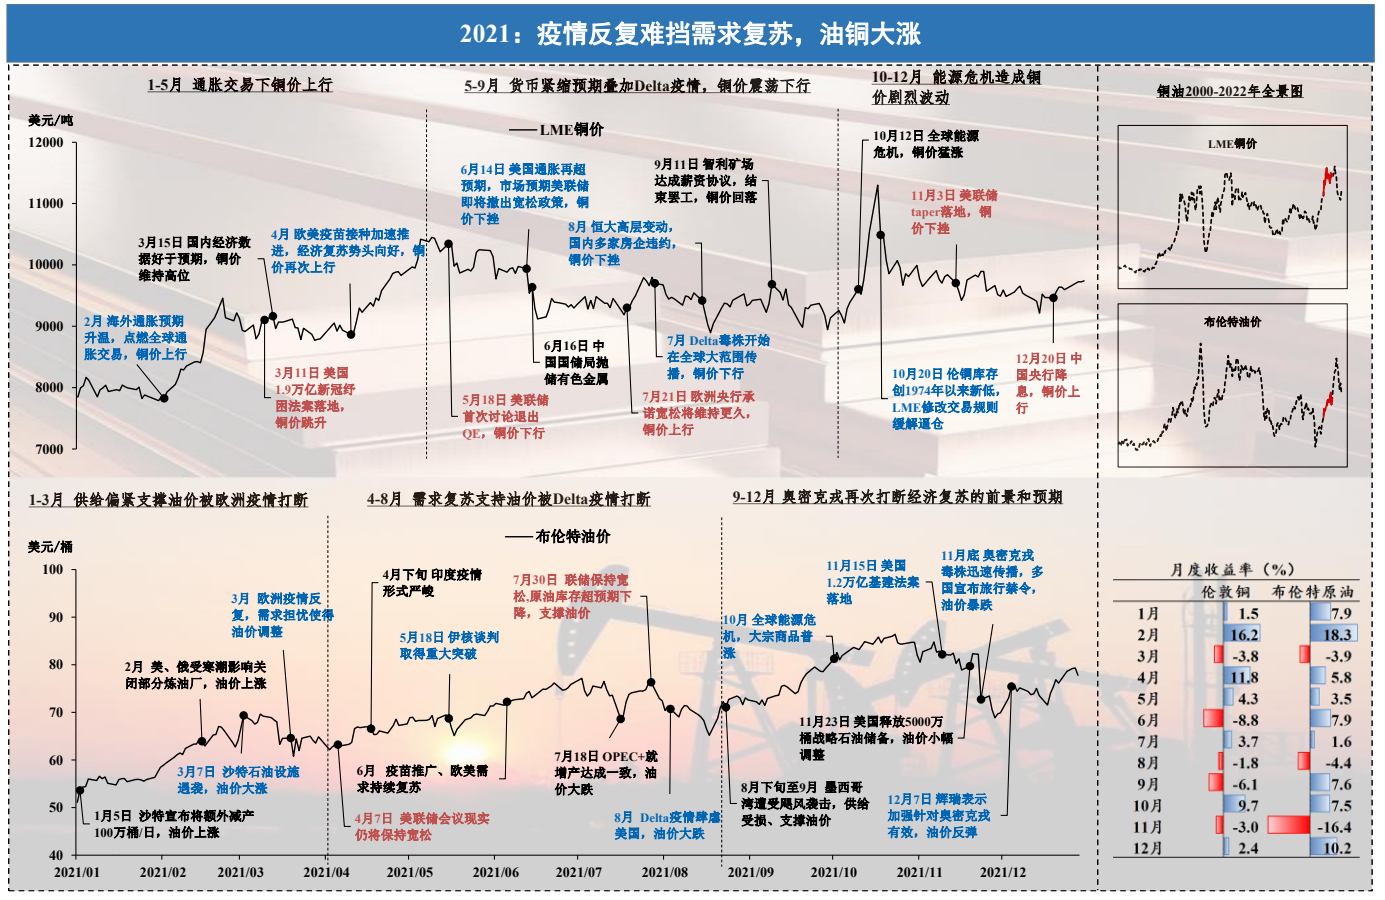 2021：疫情反复难挡需求复苏，油铜大涨
1-5月 通胀交易下铜价上行
5-9月 货币紧缩预期叠加Delta疫情，铜价震荡下行
10-12月 能源危机造成铜
价剧烈波动
铜油2000-2022年全景图
美元/吨
LME铜价
12000
11000
10000
9000
8000
7000
2月 海外通胀预期
升温，点燃全球通
胀交易，铜价上行
3月15日 国内经济数
据好于预期，铜价
维持高位
4月 欧美疫苗接种加速推
进，经济复苏势头向好，铜
价再次上行
3月11日 美国
1.9万亿新冠纾
困法案落地，
铜价跳升
6月14日 美国通胀再超
预期，市场预期美联储
即将撤出宽松政策，铜
价下挫
5月18日 美联储
首次讨论退出
QE，铜价下行
6月16日 中
国国储局抛
储有色金属
8月 恒大高层变动，
国内多家房企违约，
铜价下挫
9月11日 智利矿场
达成薪资协议，结
束罢工，铜价回落
7月 Delta毒株开始
在全球大范围传
播，铜价下行
7月21日 欧洲央行承
诺宽松将维持更久，
铜价上行
10月12日 全球能源
危机，铜价猛涨
11月3日 美联储
taper落地，铜
价下挫
10月20日 伦铜库存
创1974年以来新低，
LME修改交易规则
缓解逼仓
12月20日 中
国央行降
息，铜价上
行
LME铜价
布伦特油价
1-3月 供给偏紧支撑油价被欧洲疫情打断
4-8月 需求复苏支持油价被Delta疫情打断
9-12月 奥密克戎再次打断经济复苏的前景和预期
美元/桶
布伦特油价
100
90
80
70
60
50
40
1月5日 沙特宣布将额外减产
100万桶/日，油价上涨
2月 美、俄受寒潮影响关
闭部分炼油厂，油价上涨
3月 欧洲疫情反
复，需求担忧使得
油价调整
3月7日 沙特石油设施
遇袭，油价大涨
4月下旬 印度疫情
形式严峻
5月18日 伊核谈判
取得重大突破
6月 疫苗推广、欧美需
求持续复苏
4月7日 美联储会议现实
仍将保持宽松
7月30日 联储保持宽
松,原油库存超预期下
降，支撑油价
7月18日 OPEC+就
增产达成一致，油
价大跌
8月 Delta疫情肆虐
美国，油价大跌
10月 全球能源危
机，大宗商品普
涨
8月下旬至9月 墨西哥
湾遭受飓风袭击，供给
受损、支撑油价
11月15日 美国
1.2万亿基建法案
落地
11月底 奥密克戎
毒株迅速传播，多
国宣布旅行禁令，
油价暴跌
11月23日 美国释放5000万
桶战略石油储备，油价小幅
调整
12月7日 辉瑞表示
加强针对奥密克戎
有效，油价反弹
2021/01 2021/02 2021/03 2021/04 2021/05 2021/06 2021/07 2021/08 2021/09 2021/10 2021/11 2021/12
月度收益率（%）
伦敦铜 布伦特原油
1月 1.5 7.9
2月 16.2 18.3
3月 -3.8 -3.9
4月 11.8 5.8
5月 4.3 3.5
6月 -8.8 7.9
7月 3.7 1.6
8月 -1.8 -4.4
9月 -6.1 7.6
10月 9.7 7.5
11月 -3.0 -16.4
12月 2.4 10.2